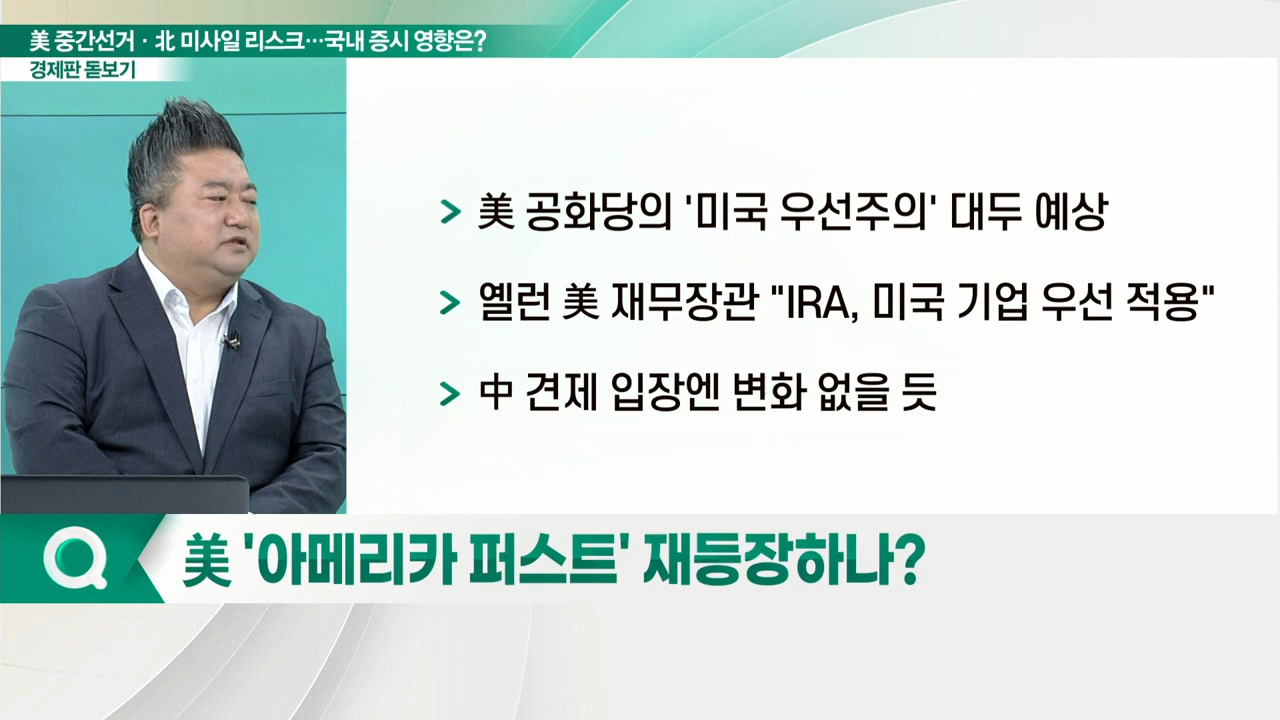 美 중간선거 · 北 미사일 리스크…국내 증시 영향은?
경제판 돋보기
> 美 공화당의 '미국 우선주의' 대두 예상
> 옐런 美 재무장관 "IRA, 미국 기업 우선 적용"
> 中 견제 입장엔 변화 없을 듯
Q 美 '아메리카 퍼스트' 재등장하나?